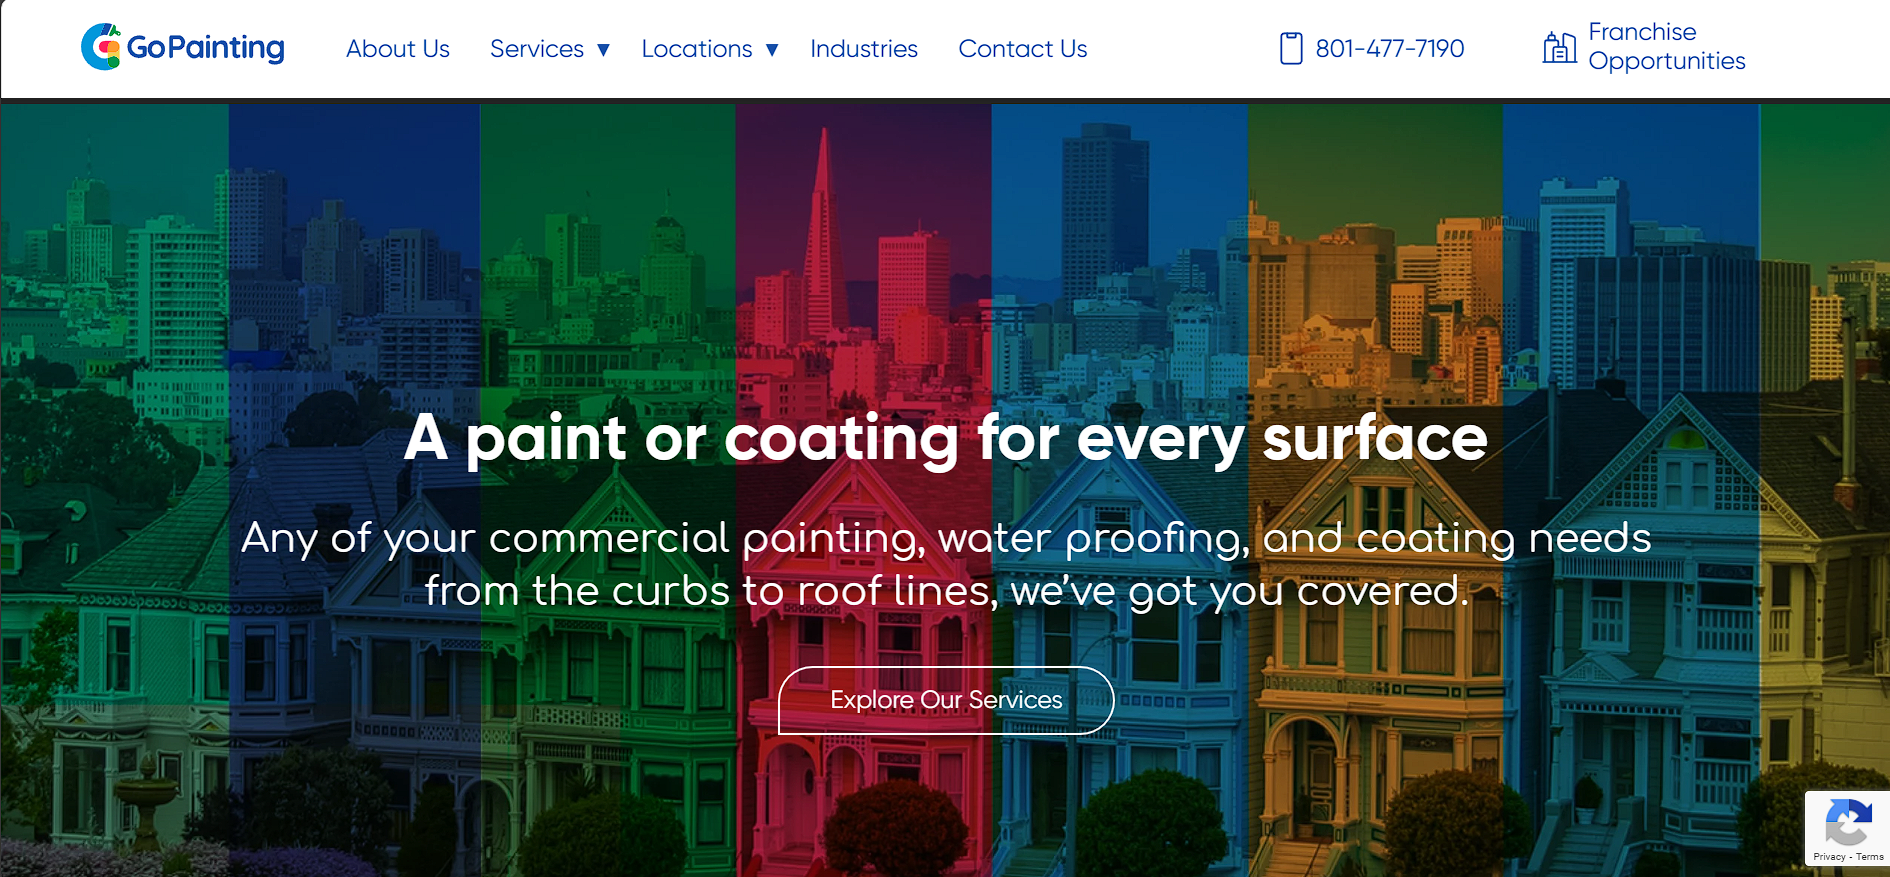 GoPainting
About Us
Services ▼
Locations ▼
Industries
Contact Us
801-477-7190
Franchise
Opportunities
A paint or coating for every surface
Any of your commercial painting, water proofing, and coating needs
from the curbs to roof lines, we’ve got you covered.
Explore Our Services
Privacy - Terms